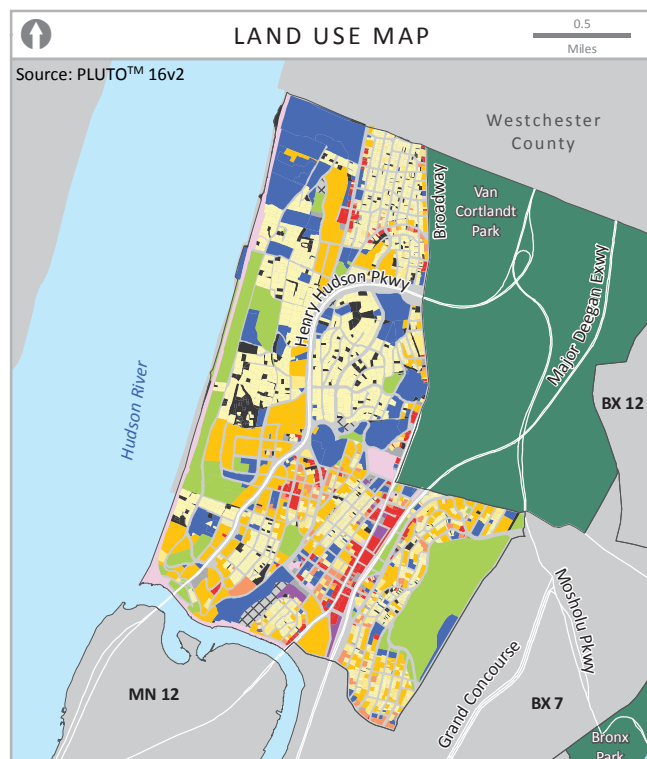 LAND USE MAP
0.5
Miles
Source: PLUTO™ 16v2
Westchester
County
Van
Cortlandt
Park
Broadway
Henry Hudson Pkwy
Major Deegan Exwy
BX 12
Hudson River
Mosholu Pkwy
Grand Concourse
MN 12
BX 7
Bronx
Park